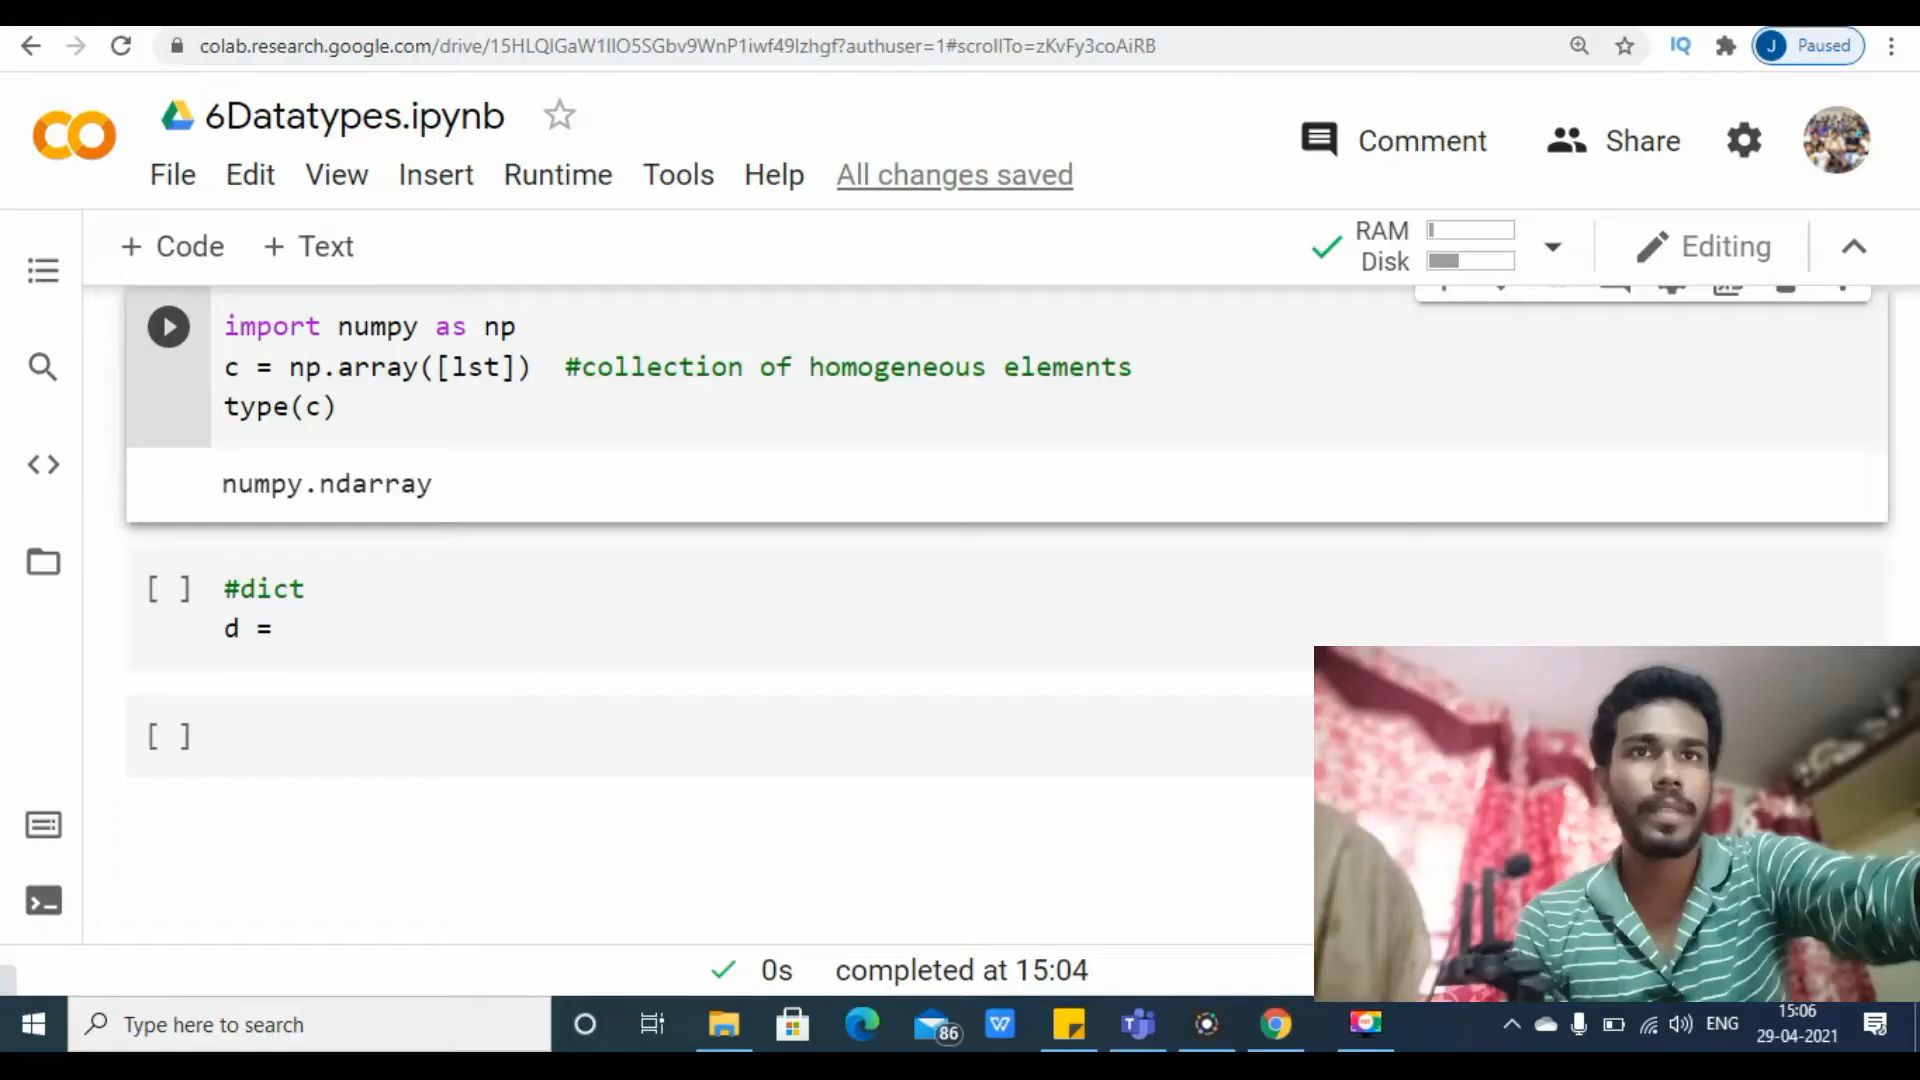 colab.research.google.com/drive/15HLQIGaW1IlO5SGbv9WnP1iwf49lzhgf?authuser=1#scrollTo=zKvFy3coAiRB
IQ
J Paused
6Datatypes.ipynb
Comment
Share
File Edit View Insert Runtime Tools Help All changes saved
+ Code + Text
RAM
Disk
Editing
import numpy as np
c = np.array([lst]) #collection of homogeneous elements
type(c)
numpy.ndarray
[ ] #dict
d =
[ ]
0s completed at 15:04
Type here to search
86
W
ENG
15:06
29-04-2021